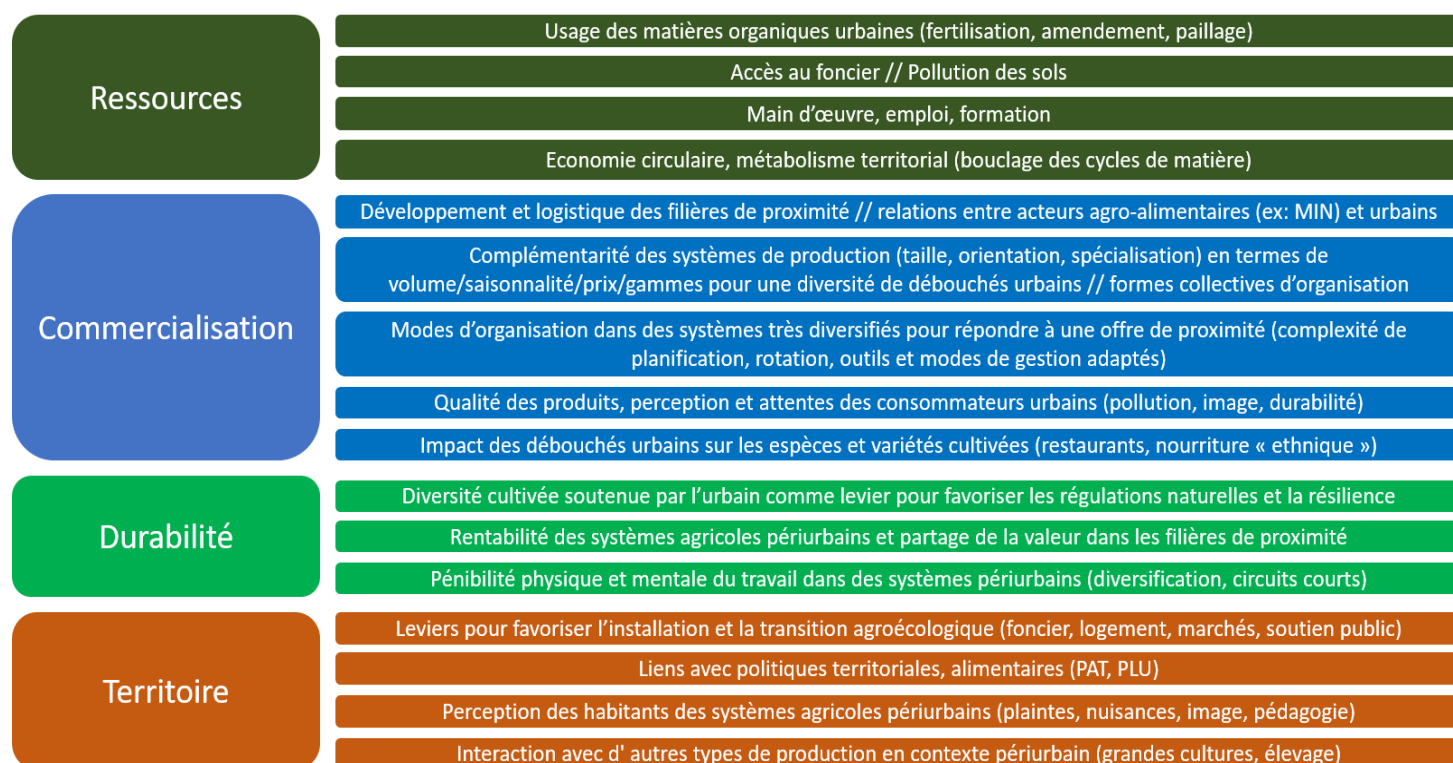 Ressources
Usage des matières organiques urbaines (fertilisation, amendement, paillage)
Accès au foncier // Pollution des sols
Main d’œuvre, emploi, formation
Economie circulaire, métabolisme territorial (bouclage des cycles de matière)
Commercialisation
Développement et logistique des filières de proximité // relations entre acteurs agro-alimentaires (ex: MIN) et urbains
Complémentarité des systèmes de production (taille, orientation, spécialisation) en termes de
volume/saisonnalité/prix/gammes pour une diversité de débouchés urbains // formes collectives d’organisation
Modes d’organisation dans des systèmes très diversifiés pour répondre à une offre de proximité (complexité de
planification, rotation, outils et modes de gestion adaptés)
Qualité des produits, perception et attentes des consommateurs urbains (pollution, image, durabilité)
Impact des débouchés urbains sur les espèces et variétés cultivées (restaurants, nourriture « ethnique »)
Durabilité
Diversité cultivée soutenue par l’urbain comme levier pour favoriser les régulations naturelles et la résilience
Rentabilité des systèmes agricoles périurbains et partage de la valeur dans les filières de proximité
Pénibilité physique et mentale du travail dans des systèmes périurbains (diversification, circuits courts)
Territoire
Leviers pour favoriser l’installation et la transition agroécologique (foncier, logement, marchés, soutien public)
Liens avec politiques territoriales, alimentaires (PAT, PLU)
Perception des habitants des systèmes agricoles périurbains (plaintes, nuisances, image, pédagogie)
Interaction avec d' autres types de production en contexte périurbain (grandes cultures, élevage)